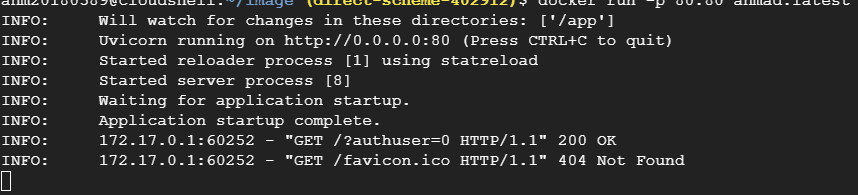 anm20180389@cloudshell:~/image (direct-scheme-402912)$ docker run -p 80:80 ahmad:latest
INFO:     Will watch for changes in these directories: ['/app']
INFO:     Uvicorn running on http://0.0.0.0:80 (Press CTRL+C to quit)
INFO:     Started reloader process [1] using statreload
INFO:     Started server process [8]
INFO:     Waiting for application startup.
INFO:     Application startup complete.
INFO:     172.17.0.1:60252 - "GET /?authuser=0 HTTP/1.1" 200 OK
INFO:     172.17.0.1:60252 - "GET /favicon.ico HTTP/1.1" 404 Not Found